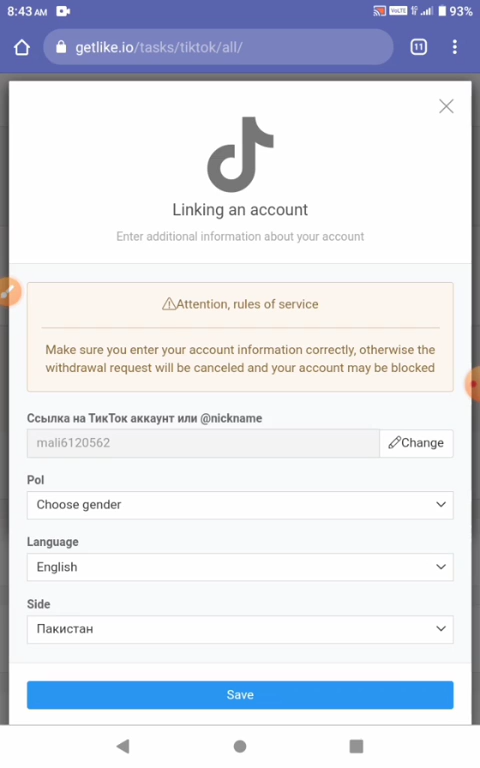 8:43 AM
VoLTE 93%
getlike.io/tasks/tiktok/all/
11
Linking an account
Enter additional information about your account
Attention, rules of service
Make sure you enter your account information correctly, otherwise the
withdrawal request will be canceled and your account may be blocked
Ссылка на ТикТок аккаунт или @nickname
mali6120562
Change
Pol
Choose gender
Language
English
Side
Пакистан
Save